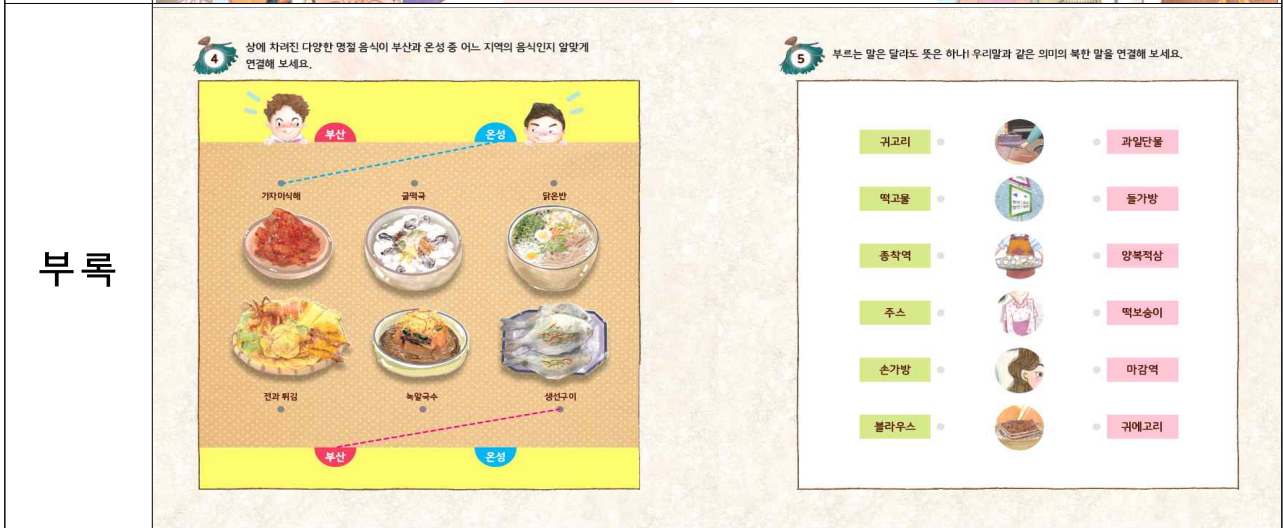 부록
4
상에 차려진 다양한 명절 음식이 부산과 온성 중 어느 지역의 음식인지 알맞게
연결해 보세요.
부산
온성
가자미식해
굴떡국
닭온반
전과 튀김
녹말국수
생선구이
부산
온성
5
부르는 말은 달라도 뜻은 하나! 우리말과 같은 의미의 북한 말을 연결해 보세요.
귀고리
과일단물
떡고물
들가방
종착역
양복적삼
주스
떡보숭이
손가방
마감역
블라우스
귀에고리